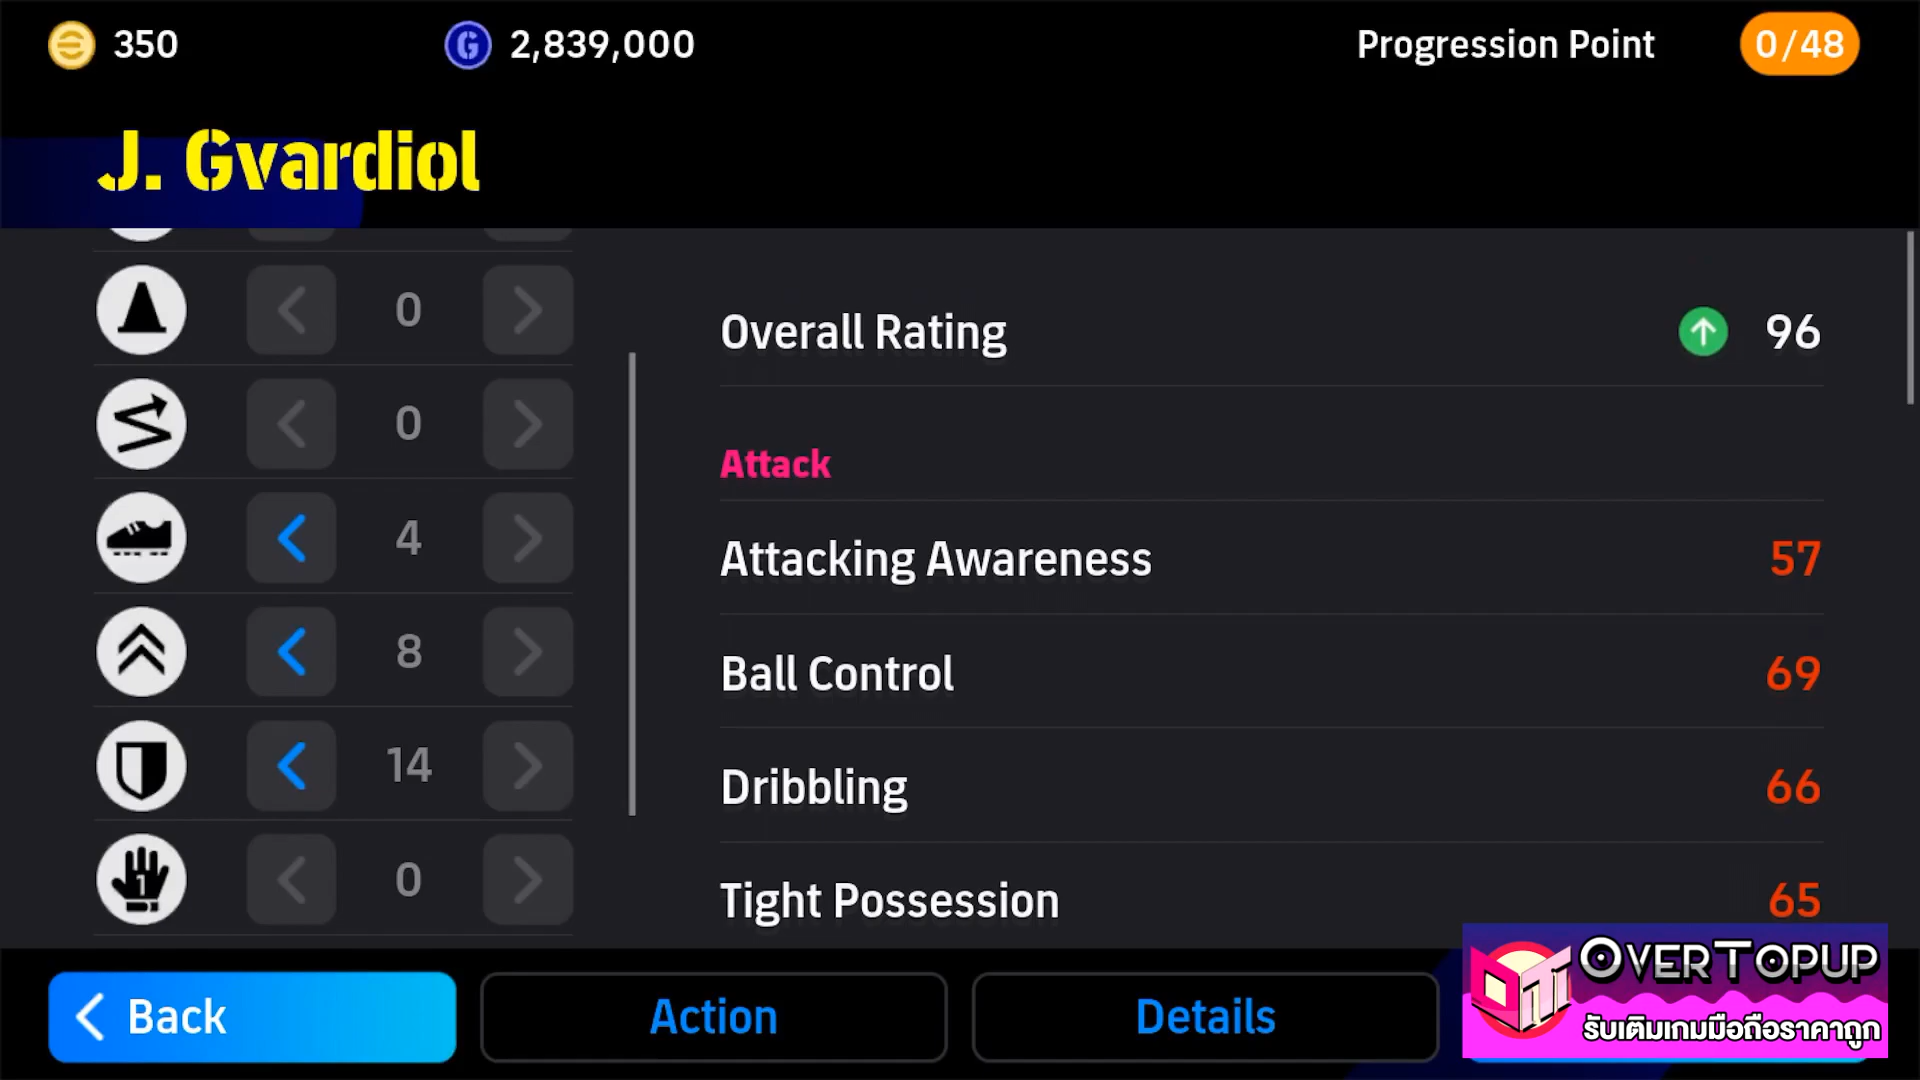 350
2,839,000
Progression Point
0/48
J. Gvardiol
0
0
4
8
14
1
0
Overall Rating
96
Attack
Attacking Awareness
57
Ball Control
69
Dribbling
66
Tight Possession
65
Back
Action
Details
OVERTOPUP
รับเติมเกมมือถือราคาถูก